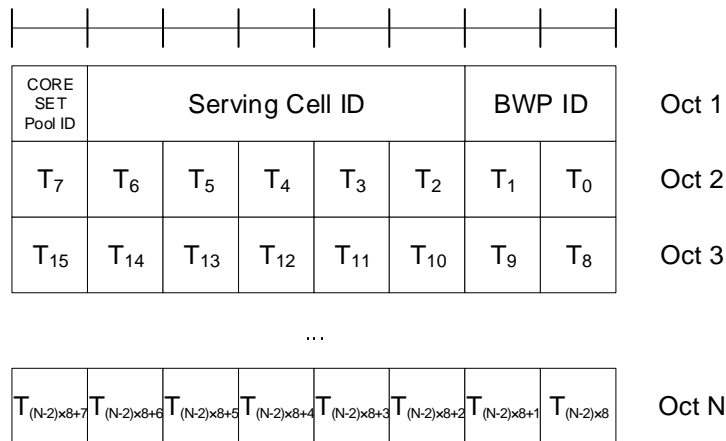 CORE SET Pool ID Serving Cell ID BWP ID Oct 1
T7 T6 T5 T4 T3 T2 T1 T0 Oct 2
T15 T14 T13 T12 T11 T10 T9 T8 Oct 3
...
T(N-2)×8+7 T(N-2)×8+6 T(N-2)×8+5 T(N-2)×8+4 T(N-2)×8+3 T(N-2)×8+2 T(N-2)×8+1 T(N-2)×8 Oct N